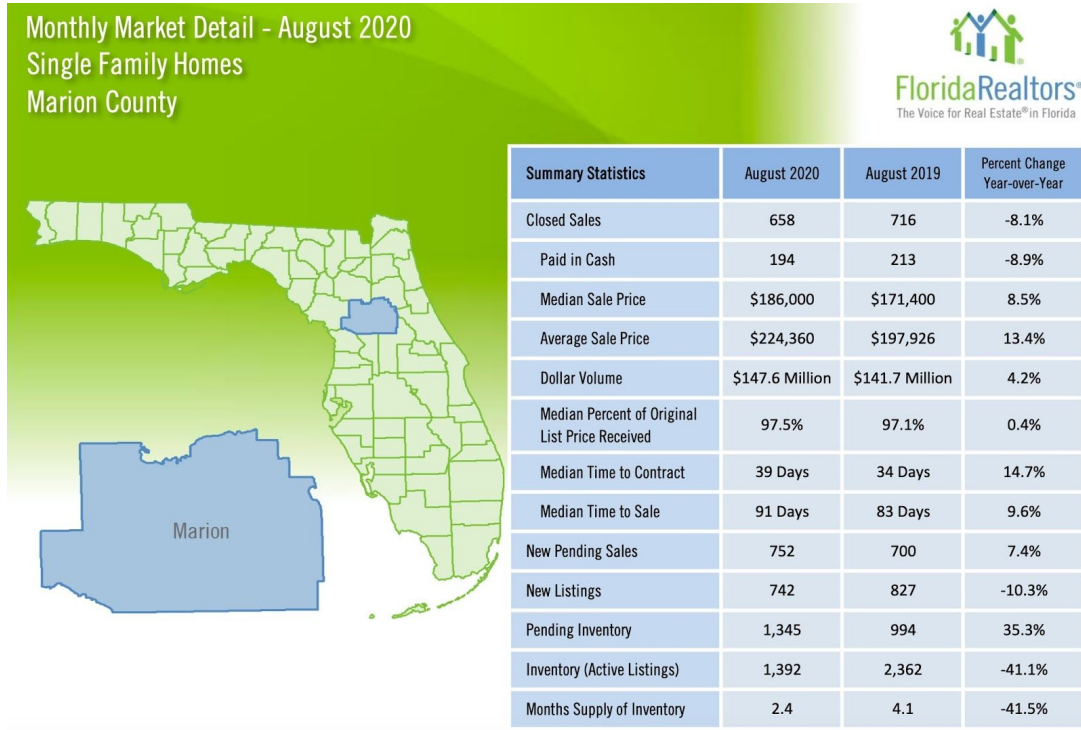 Monthly Market Detail - August 2020
Single Family Homes
Marion County
FloridaRealtors®
The Voice for Real Estate® in Florida
Summary Statistics August 2020 August 2019 Percent Change Year-over-Year
Closed Sales 658 716 -8.1%
Paid in Cash 194 213 -8.9%
Median Sale Price $186,000 $171,400 8.5%
Average Sale Price $224,360 $197,926 13.4%
Dollar Volume $147.6 Million $141.7 Million 4.2%
Median Percent of Original List Price Received 97.5% 97.1% 0.4%
Median Time to Contract 39 Days 34 Days 14.7%
Median Time to Sale 91 Days 83 Days 9.6%
New Pending Sales 752 700 7.4%
New Listings 742 827 -10.3%
Pending Inventory 1,345 994 35.3%
Inventory (Active Listings) 1,392 2,362 -41.1%
Months Supply of Inventory 2.4 4.1 -41.5%
Marion